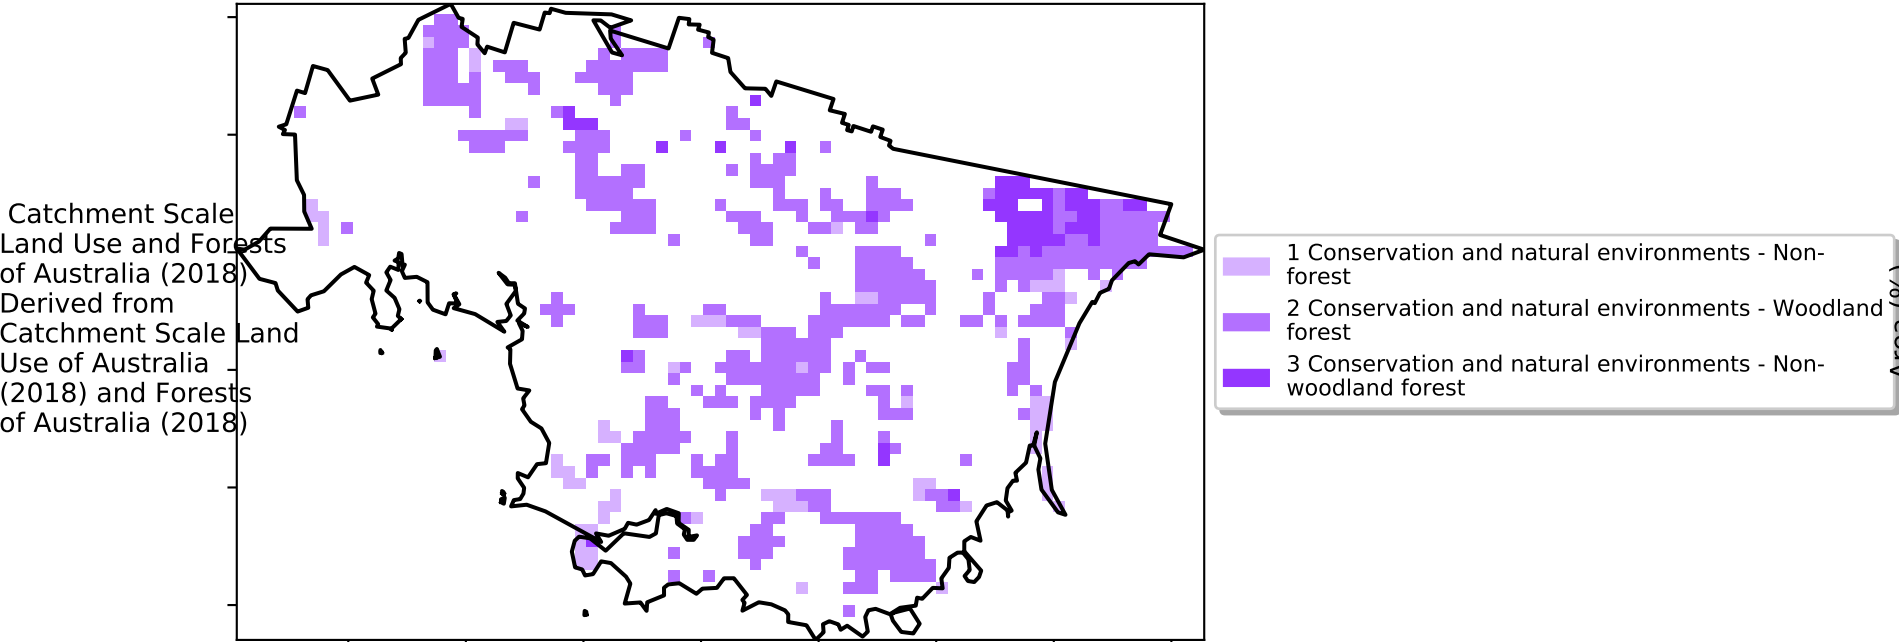 Catchment Scale
Land Use and Forests
of Australia (2018)
Derived from
Catchment Scale Land
Use of Australia
(2018) and Forests
of Australia (2018)
1 Conservation and natural environments - Non-
forest
2 Conservation and natural environments - Woodland
forest
3 Conservation and natural environments - Non-
woodland forest